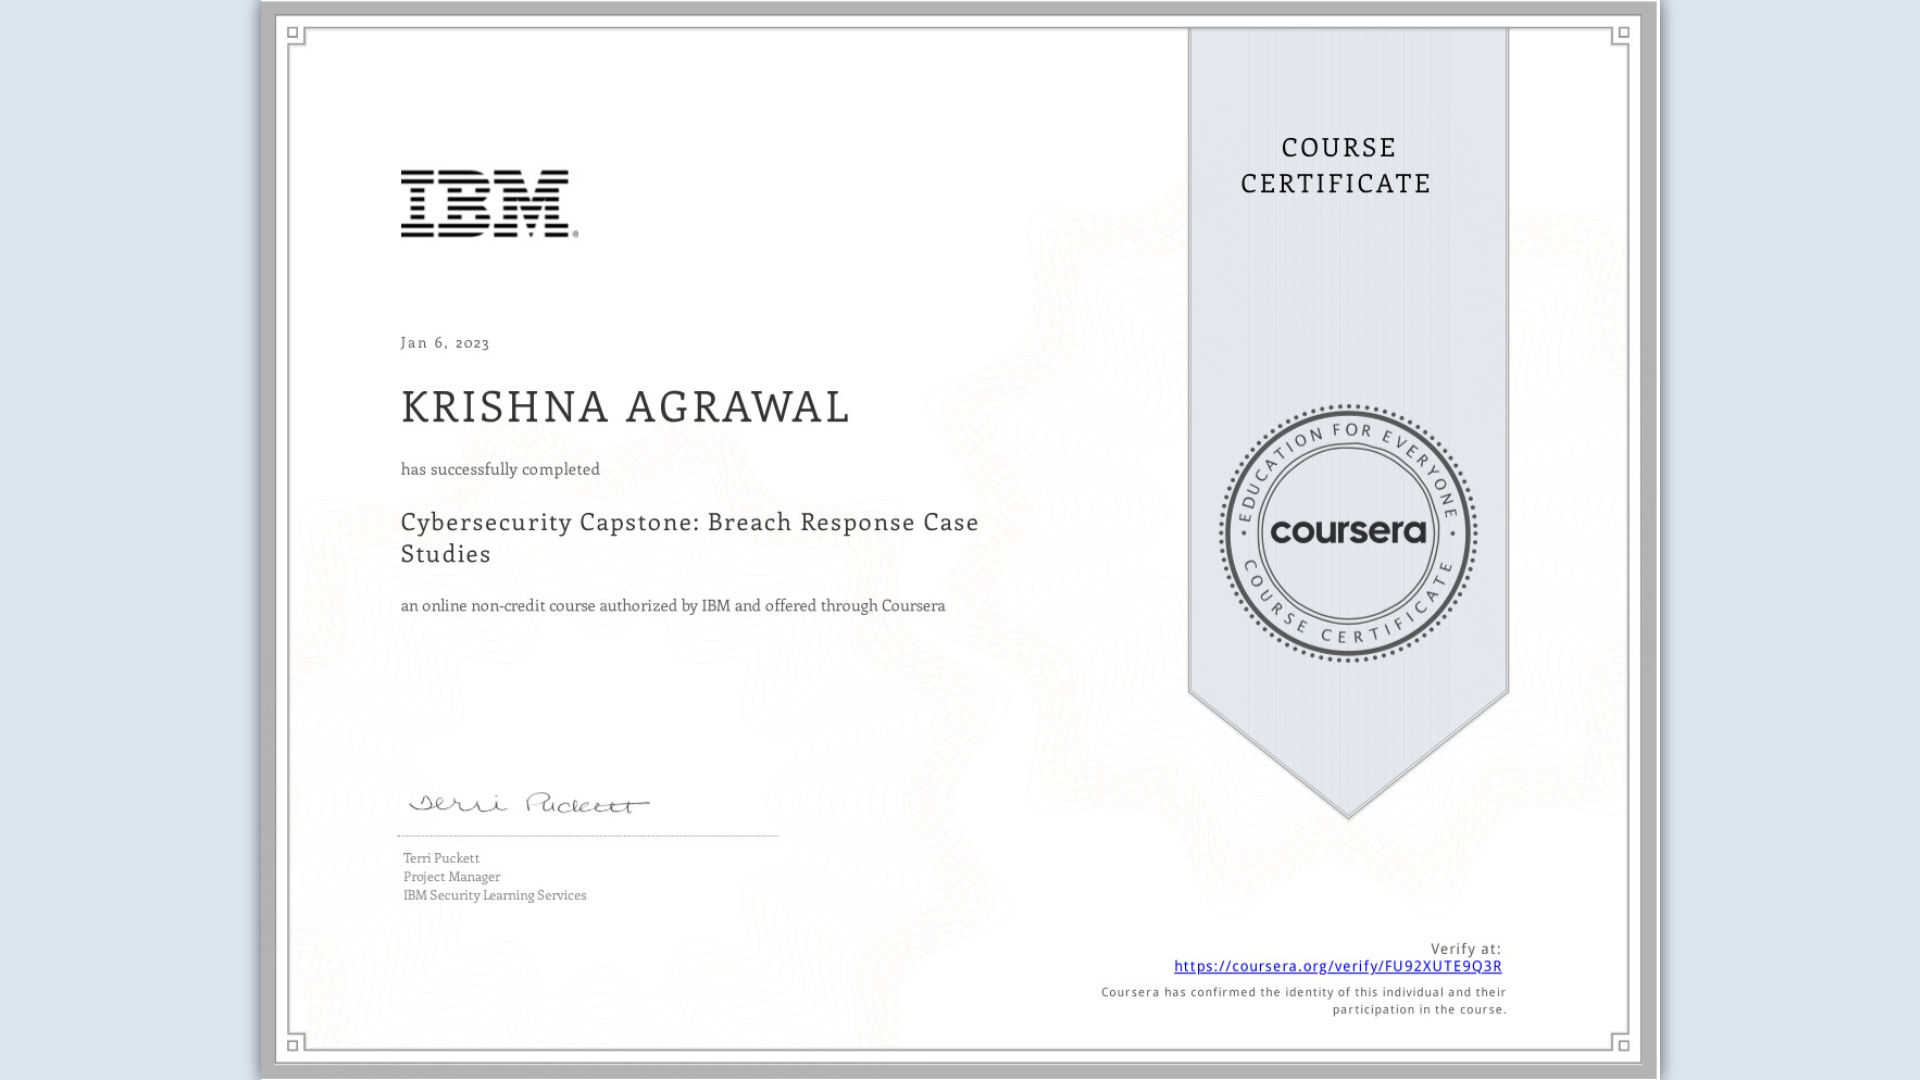 IBM®
COURSE
CERTIFICATE
Jan 6, 2023
KRISHNA AGRAWAL
has successfully completed
Cybersecurity Capstone: Breach Response Case
Studies
an online non-credit course authorized by IBM and offered through Coursera
EDUCATION FOR EVERYONE
coursera
COURSE CERTIFICATE
Terri Puckett
Terri Puckett
Project Manager
IBM Security Learning Services
Verify at:
https://coursera.org/verify/FU92XUTE9Q3R
Coursera has confirmed the identity of this individual and their
participation in the course.